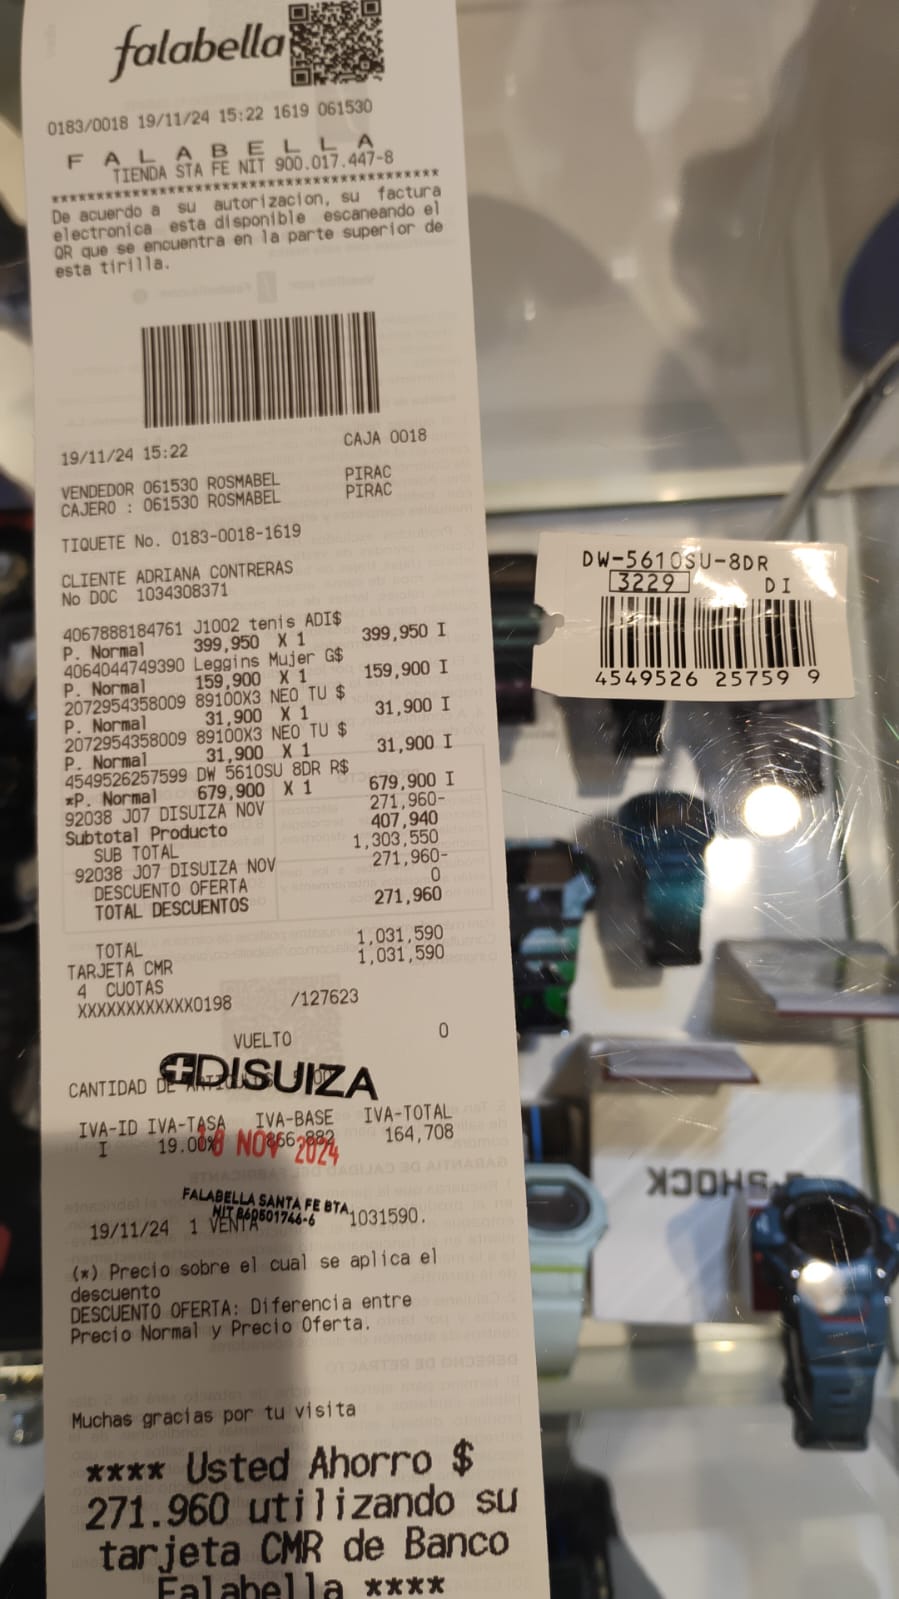 falabella
0183/0018 19/11/24 15:22 1619 061530
F A L A B E L L A
TIENDA STA FE NIT 900.017.447-8
****************************************
De acuerdo a su autorizacion, su factura
electronica esta disponible escaneando el
QR que se encuentra en la parte superior de
esta tirilla.
19/11/24 15:22 CAJA 0018
VENDEDOR 061530 ROSMABEL PIRAC
CAJERO : 061530 ROSMABEL PIRAC
TIQUETE No. 0183-0018-1619
CLIENTE ADRIANA CONTRERAS
No DOC 1034308371
4067888184761 J1002 tenis ADI$
P. Normal 399,950 X 1 399,950 I
4064044749390 Leggins Mujer G$
P. Normal 159,900 X 1 159,900 I
2072954358009 89100X3 NEO TU $
P. Normal 31,900 X 1 31,900 I
2072954358009 89100X3 NEO TU $
P. Normal 31,900 X 1 31,900 I
4549526257599 DW 5610SU 8DR R$
*P. Normal 679,900 X 1 679,900 I
92038 J07 DISUIZA NOV 271,960-
Subtotal Producto 407,940
SUB TOTAL 1,303,550
92038 J07 DISUIZA NOV 271,960-
DESCUENTO OFERTA 0
TOTAL DESCUENTOS 271,960
TOTAL 1,031,590
TARJETA CMR 1,031,590
4 CUOTAS
XXXXXXXXXXXX0198 /127623
VUELTO 0
DISUIZA
CANTIDAD DE ARTICULOS
IVA-ID IVA-TASA IVA-BASE IVA-TOTAL
I 19.00% 866,882 164,708
18 NOV 2024
FALABELLA SANTA FE BTA
NIT 860501746-6
19/11/24 1 VENTA 1031590.
(*) Precio sobre el cual se aplica el
descuento
DESCUENTO OFERTA: Diferencia entre
Precio Normal y Precio Oferta.
Muchas gracias por tu visita
**** Usted Ahorro $
271.960 utilizando su
tarjeta CMR de Banco
Falabella ****
DW-5610SU-8DR
3229 DI
4549526 25759 9
G-SHOCK